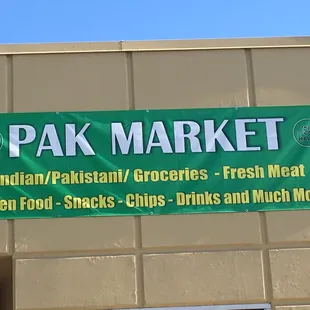 PAK MARKET
ndian/Pakistani/ Groceries - Fresh Meat
en Food - Snacks - Chips - Drinks and Much Mo